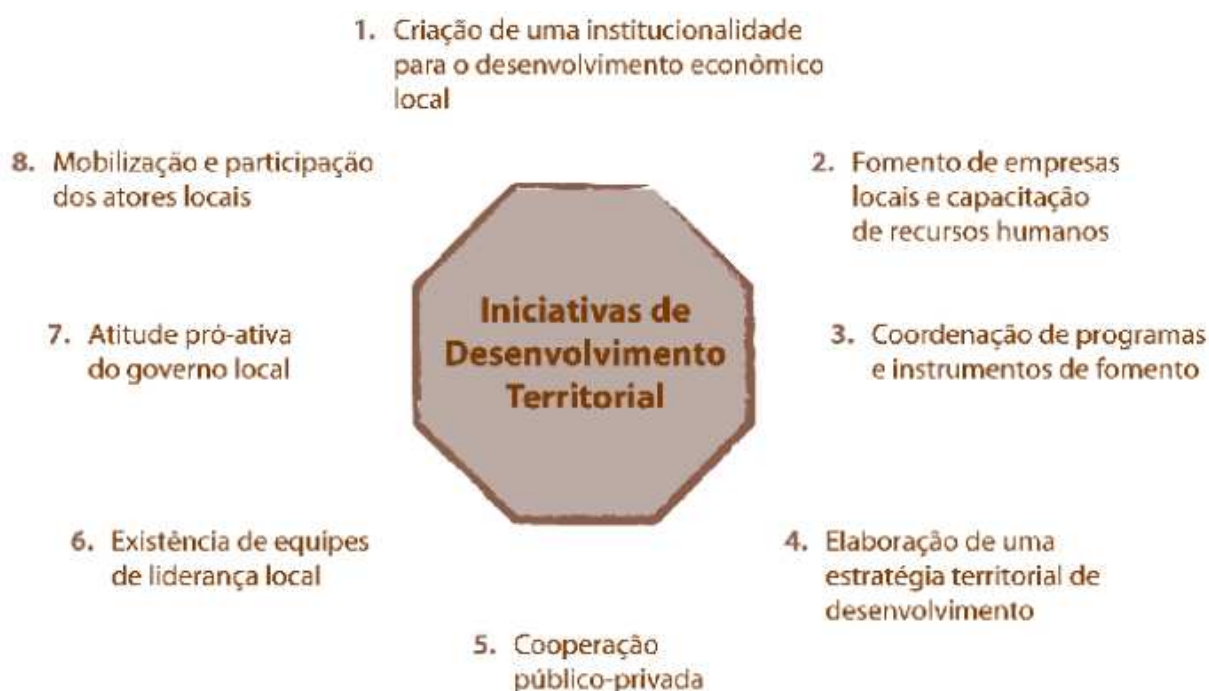 1. Criação de uma institucionalidade
para o desenvolvimento econômico
local
8. Mobilização e participação
dos atores locais
2. Fomento de empresas
locais e capacitação
de recursos humanos
Iniciativas de
Desenvolvimento
Territorial
7. Atitude pró-ativa
do governo local
3. Coordenação de programas
e instrumentos de fomento
6. Existência de equipes
de liderança local
4. Elaboração de uma
estratégia territorial de
desenvolvimento
5. Cooperação
público-privada